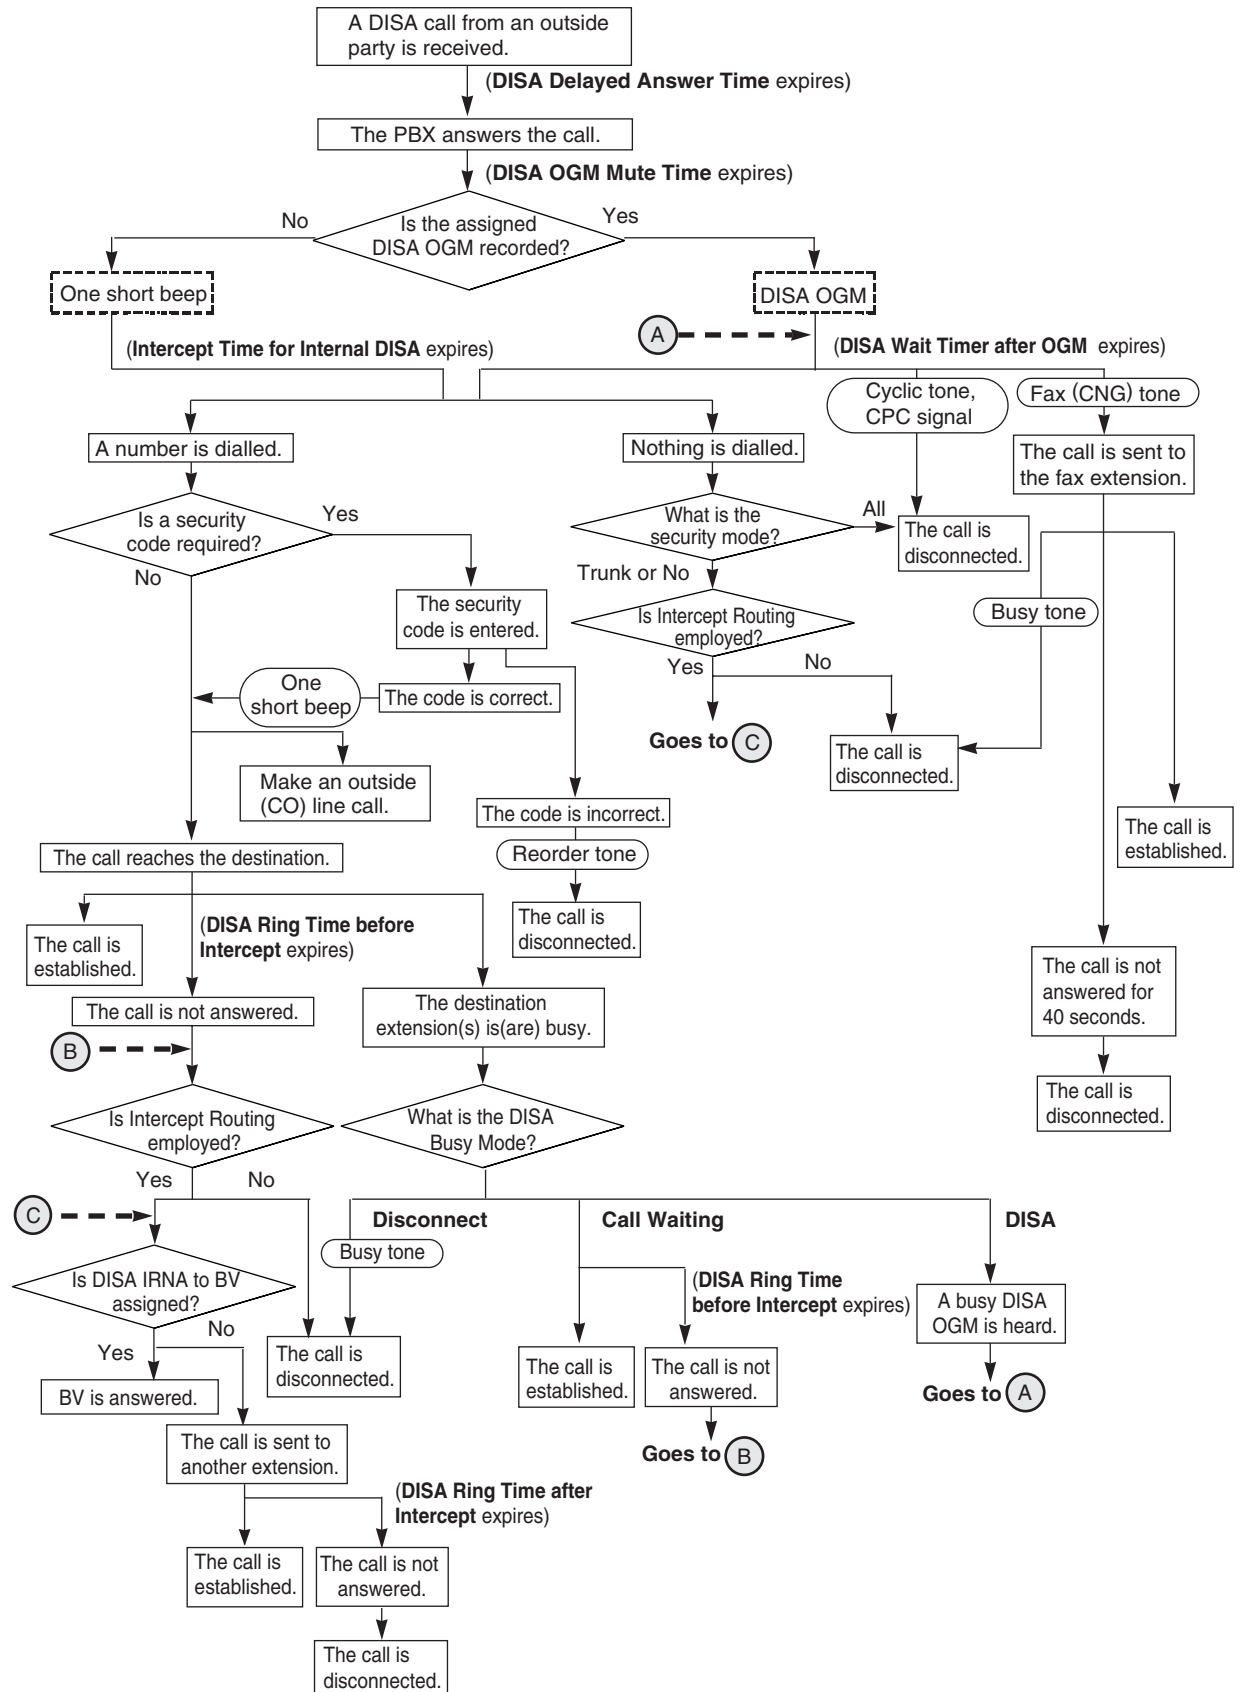 A DISA call from an outside
party is received.
(DISA Delayed Answer Time expires)
The PBX answers the call.
(DISA OGM Mute Time expires)
No
Is the assigned
DISA OGM recorded?
Yes
One short beep
DISA OGM
A
(Intercept Time for Internal DISA expires)
(DISA Wait Timer after OGM expires)
Cyclic tone,
CPC signal
Fax (CNG) tone
A number is dialled.
Nothing is dialled.
The call is sent to
the fax extension.
Is a security
code required?
Yes
No
What is the
security mode?
All
The call is
disconnected.
Trunk or No
The security
code is entered.
Is Intercept Routing
employed?
Busy tone
Yes
No
One
short beep
The code is correct.
Goes to C
The call is
disconnected.
Make an outside
(CO) line call.
The code is incorrect.
The call is
established.
The call reaches the destination.
Reorder tone
The call is
disconnected.
(DISA Ring Time before
Intercept expires)
The call is
established.
The call is not
answered for
40 seconds.
The call is not answered.
The destination
extension(s) is(are) busy.
B
The call is
disconnected.
Is Intercept Routing
employed?
What is the DISA
Busy Mode?
Yes
No
C
Disconnect
Call Waiting
DISA
Busy tone
Is DISA IRNA to BV
assigned?
(DISA Ring Time
before Intercept expires)
A busy DISA
OGM is heard.
No
Yes
The call is
disconnected.
The call is
established.
The call is not
answered.
BV is answered.
Goes to A
The call is sent to
another extension.
Goes to B
(DISA Ring Time after
Intercept expires)
The call is
established.
The call is not
answered.
The call is
disconnected.